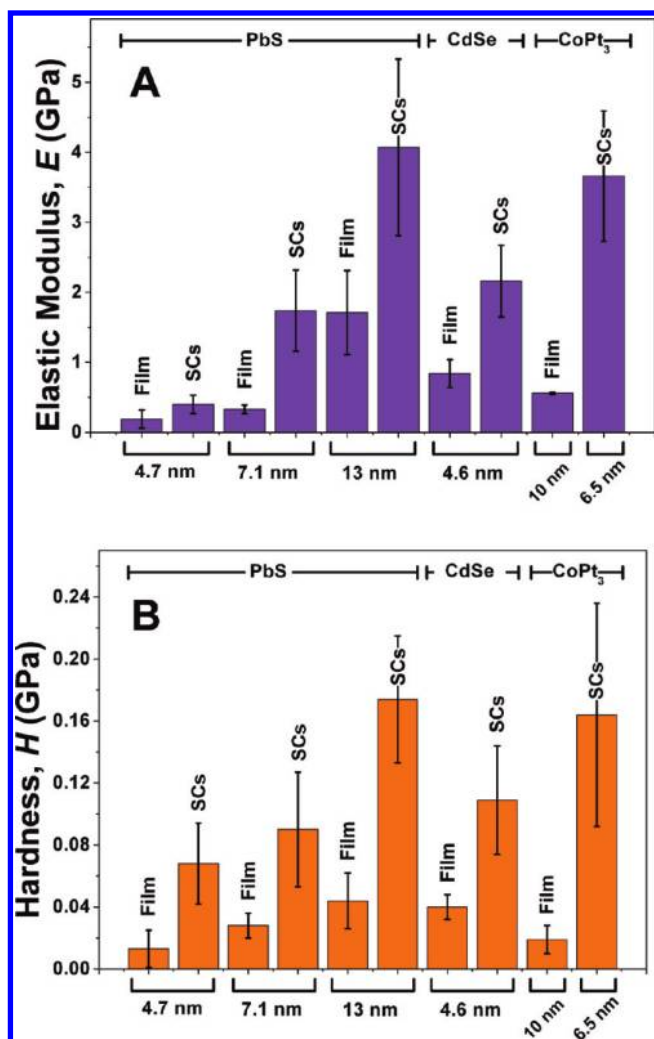 PbS CdSe CoPt₃
A
Elastic Modulus, E (GPa)
5
4
3
2
1
0
Film SCs Film SCs Film SCs Film SCs Film SCs
4.7 nm 7.1 nm 13 nm 4.6 nm 10 nm 6.5 nm
PbS CdSe CoPt₃
B
Hardness, H (GPa)
0.24
0.20
0.16
0.12
0.08
0.04
0.00
Film SCs Film SCs Film SCs Film SCs Film SCs
4.7 nm 7.1 nm 13 nm 4.6 nm 10 nm 6.5 nm